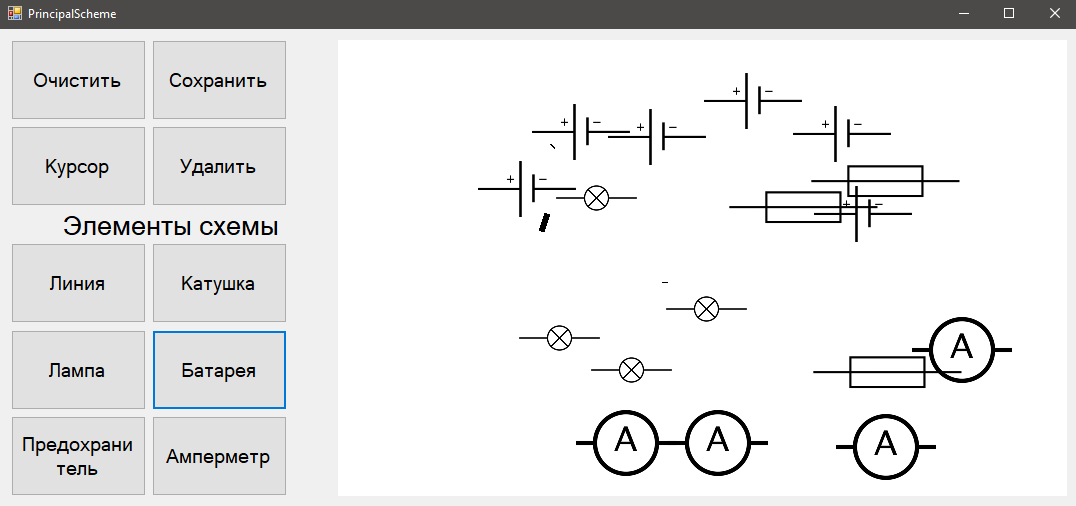 PrincipalScheme
Очистить
Сохранить
Курсор
Удалить
Элементы схемы
Линия
Катушка
Лампа
Батарея
Предохрани
тель
Амперметр
+ −
+ −
+ −
+ −
+ −
+ −
A
A
A
A